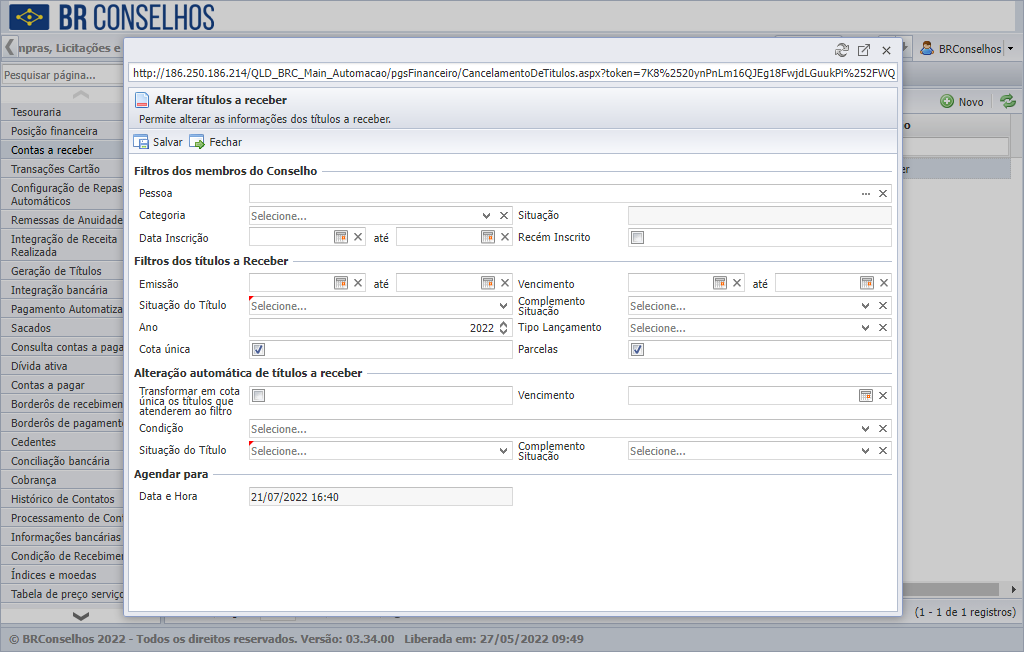 BR CONSELHOS
mpras, Licitações e
BRConselhos
Pesquisar página...
Tesouraria
Posição financeira
Contas a receber
Transações Cartão
Configuração de Repas
Automáticos
Remessas de Anuidade
Integração de Receita
Realizada
Geração de Títulos
Integração bancária
Pagamento Automatiza
Sacados
Consulta contas a paga
Dívida ativa
Contas a pagar
Borderôs de recebimen
Borderôs de pagamento
Cedentes
Conciliação bancária
Cobrança
Histórico de Contatos
Processamento de Con
Informações bancárias
Condição de Recebimen
Índices e moedas
Tabela de preço serviço
http://186.250.186.214/QLD_BRC_Main_Automacao/pgsFinanceiro/CancelamentoDeTitulos.aspx?token=7K8%2520ynPnLm16QJEg18FwjdLGuukPi%252FWQ
Alterar títulos a receber
Permite alterar as informações dos títulos a receber.
Salvar Fechar
Filtros dos membros do Conselho
Pessoa
Categoria Selecione... Situação
Data Inscrição até Recém Inscrito
Filtros dos títulos a Receber
Emissão até Vencimento até
Situação do Título Selecione... Complemento Situação Selecione...
Ano 2022 Tipo Lançamento Selecione...
Cota única Parcelas
Alteração automática de títulos a receber
Transformar em cota
única os títulos que
atenderem ao filtro
Vencimento
Condição Selecione...
Situação do Título Selecione... Complemento Situação Selecione...
Agendar para
Data e Hora 21/07/2022 16:40
Novo
o
er
(1 - 1 de 1 registros)
© BRConselhos 2022 - Todos os direitos reservados. Versão: 03.34.00 Liberada em: 27/05/2022 09:49